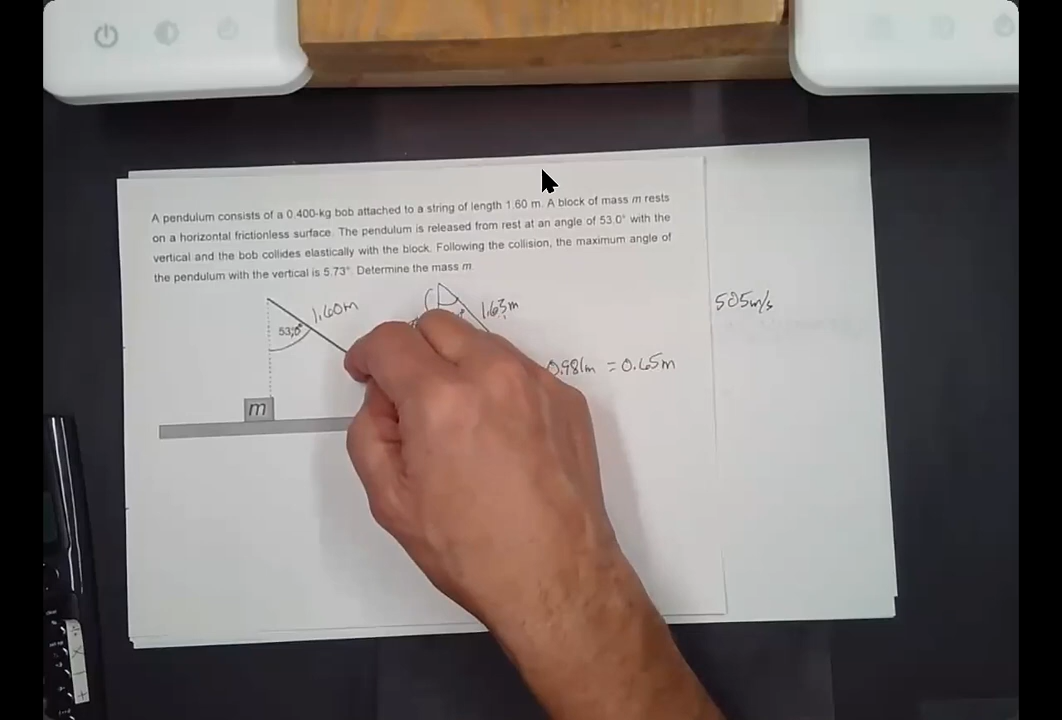 A pendulum consists of a 0.400-kg bob attached to a string of length 1.60 m. A block of mass m rests
on a horizontal frictionless surface. The pendulum is released from rest at an angle of 53.0° with the
vertical and the bob collides elastically with the block. Following the collision, the maximum angle of
the pendulum with the vertical is 5.73°. Determine the mass m
1.60m
1.63m
53.0°
505m/s
0.981m = 0.65m
m